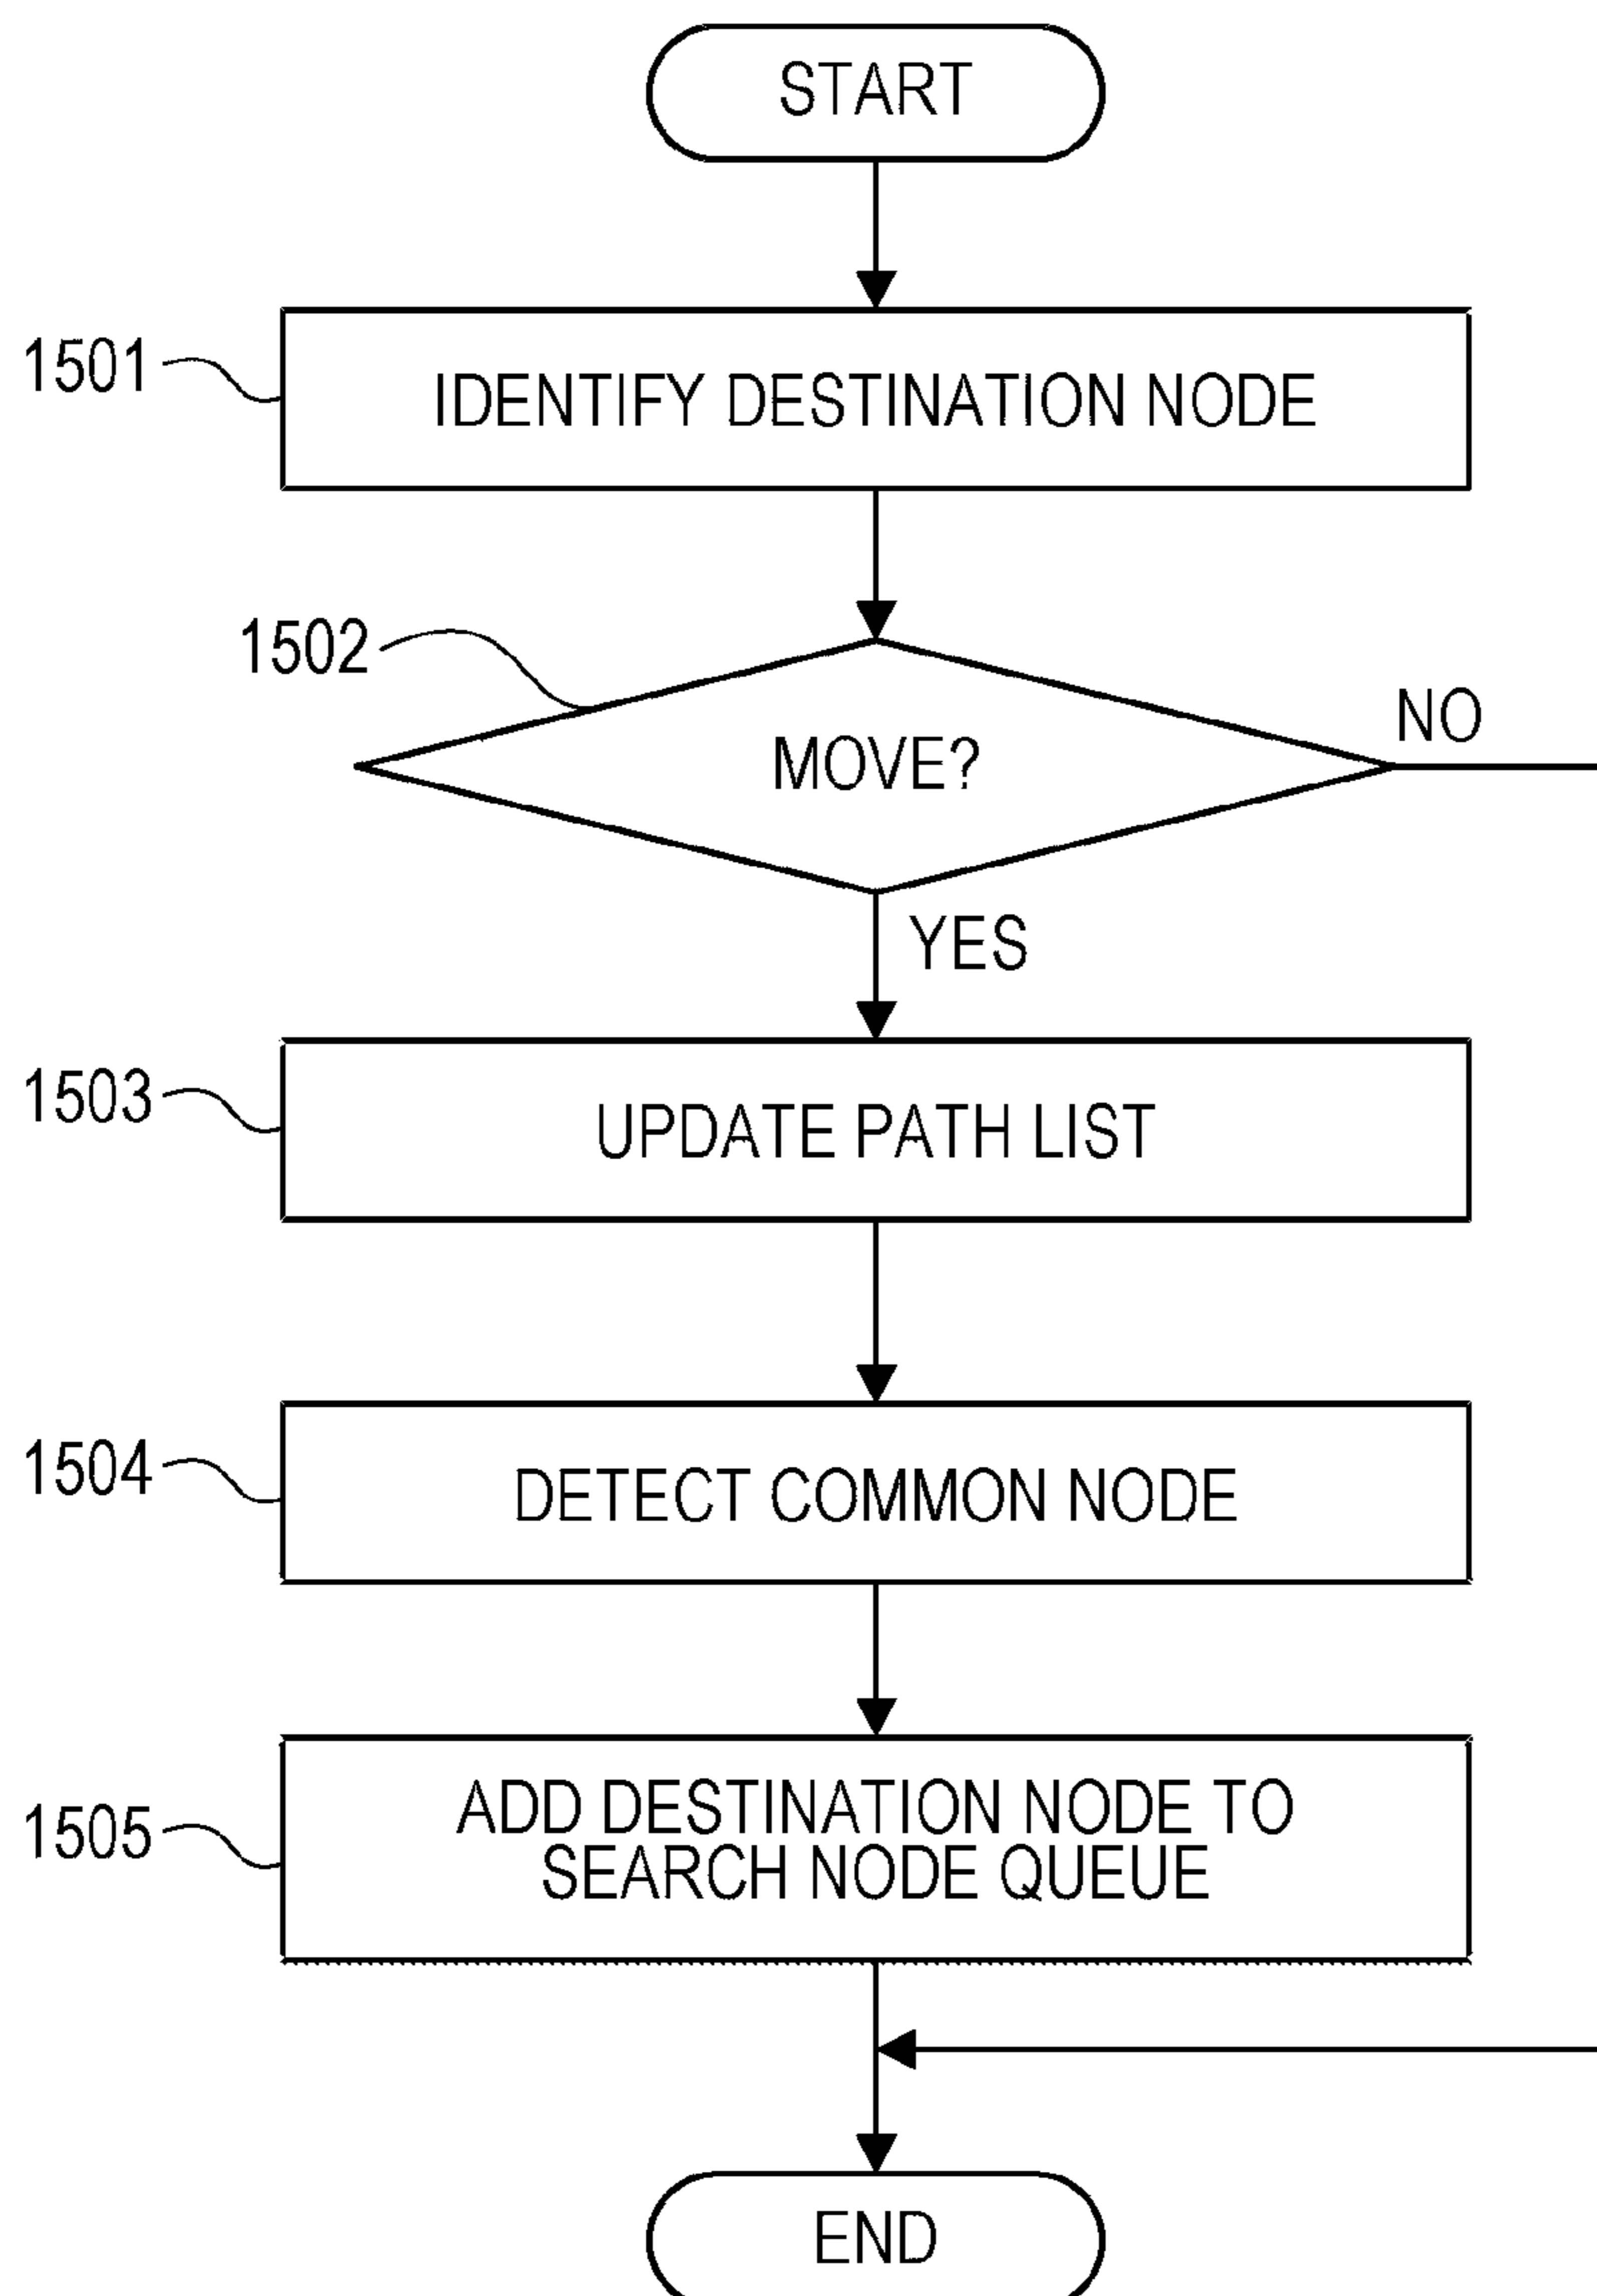 START
1501
IDENTIFY DESTINATION NODE
1502
MOVE?
NO
YES
1503
UPDATE PATH LIST
1504
DETECT COMMON NODE
1505
ADD DESTINATION NODE TO
SEARCH NODE QUEUE
END